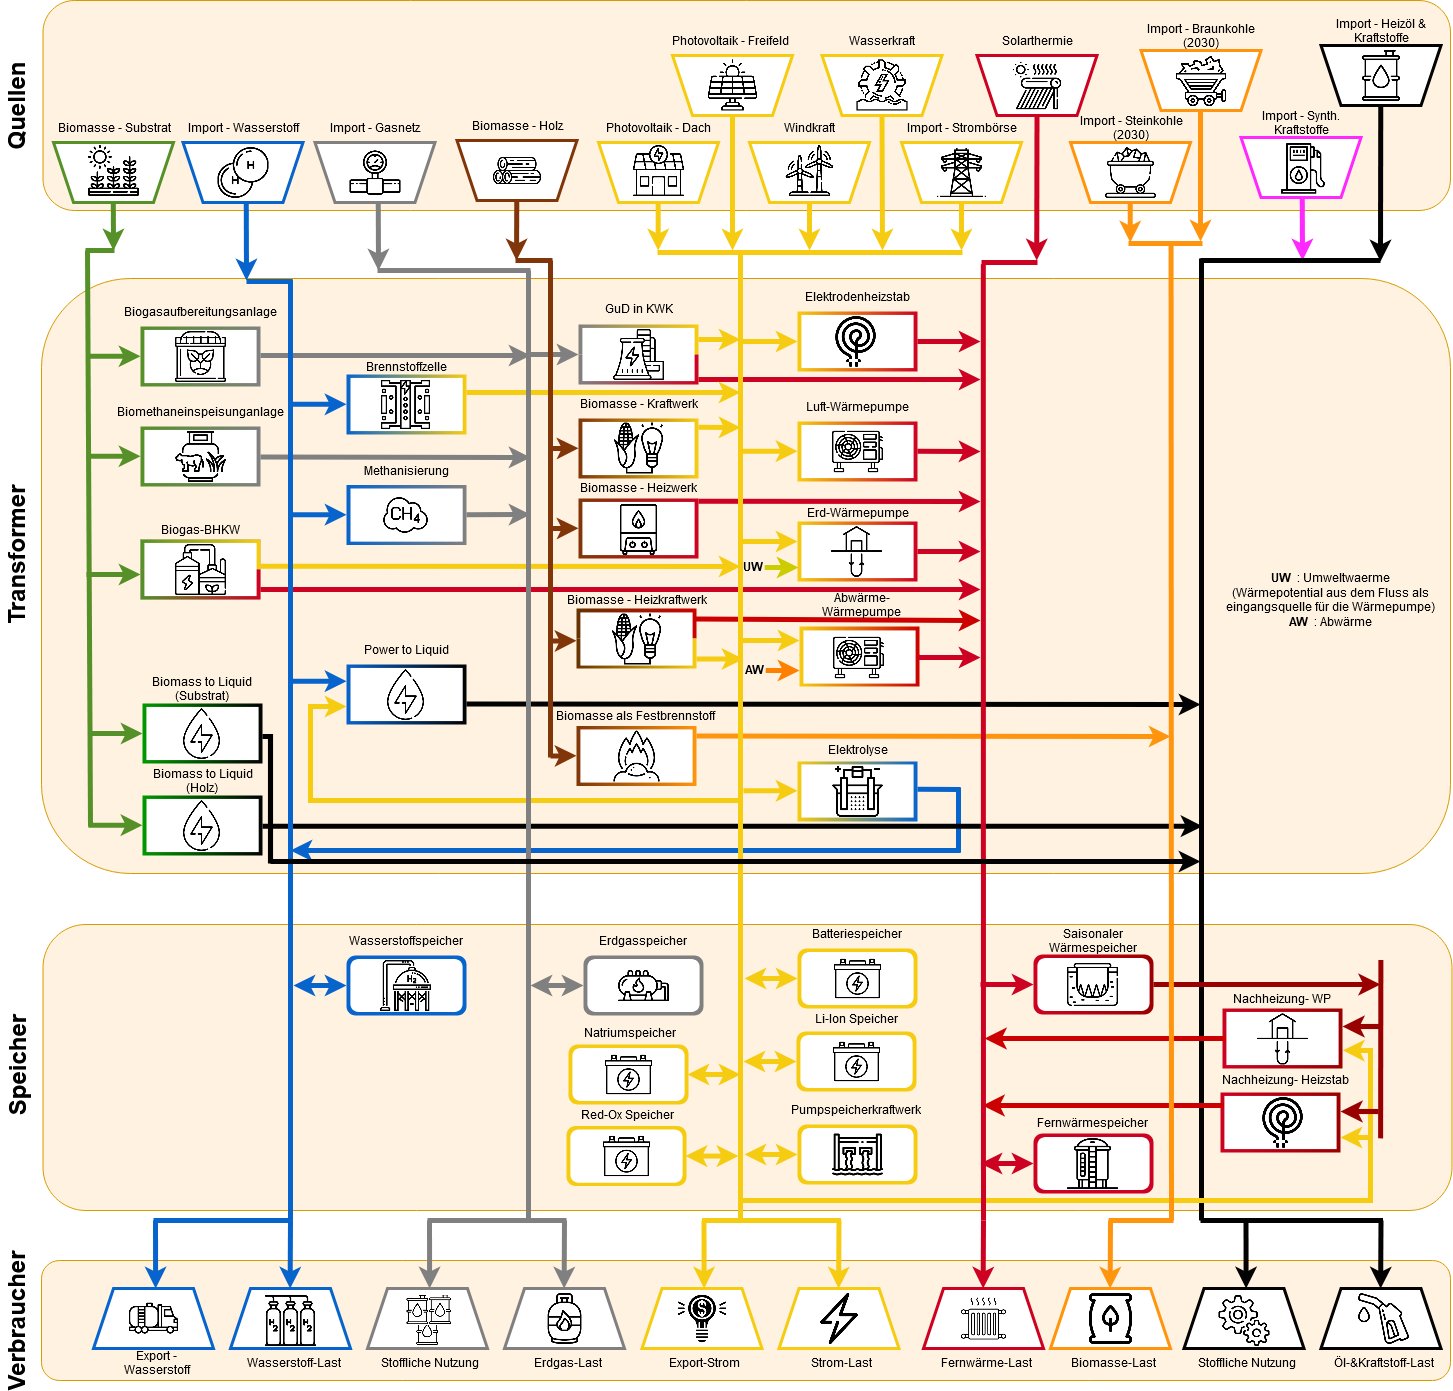 Quellen
Import - Heizöl &
Kraftstoffe
Import - Braunkohle
(2030)
Photovoltaik - Freifeld
Wasserkraft
Solarthermie
Import - Synth.
Kraftstoffe
Import - Steinkohle
(2030)
Biomasse - Substrat
Import - Wasserstoff
Import - Gasnetz
Biomasse - Holz
Photovoltaik - Dach
Windkraft
Import - Strombörse
H
H
Transformer
Biogasaufbereitungsanlage
GuD in KWK
Elektrodenheizstab
Brennstoffzelle
Biomethaneinspeisunganlage
Biomasse - Kraftwerk
Luft-Wärmepumpe
Methanisierung
CH4
Biomasse - Heizwerk
Erd-Wärmepumpe
UW
Biogas-BHKW
Biomasse - Heizkraftwerk
Abwärme-
Wärmepumpe
AW
UW : Umweltwaerme
(Wärmepotential aus dem Fluss als
eingangsquelle für die Wärmepumpe)
AW : Abwärme
Power to Liquid
Biomass to Liquid
(Substrat)
Biomasse als Festbrennstoff
Elektrolyse
Biomass to Liquid
(Holz)
Speicher
Wasserstoffspeicher
H2
Erdgasspeicher
Batteriespeicher
Saisonaler
Wärmespeicher
Nachheizung- WP
Natriumspeicher
Li-Ion Speicher
Nachheizung- Heizstab
Red-Ox Speicher
Pumpspeicherkraftwerk
Fernwärmespeicher
Verbraucher
H2 H2 H2
$
Export -
Wasserstoff
Wasserstoff-Last
Stoffliche Nutzung
Erdgas-Last
Export-Strom
Strom-Last
Fernwärme-Last
Biomasse-Last
Stoffliche Nutzung
Öl-&Kraftstoff-Last